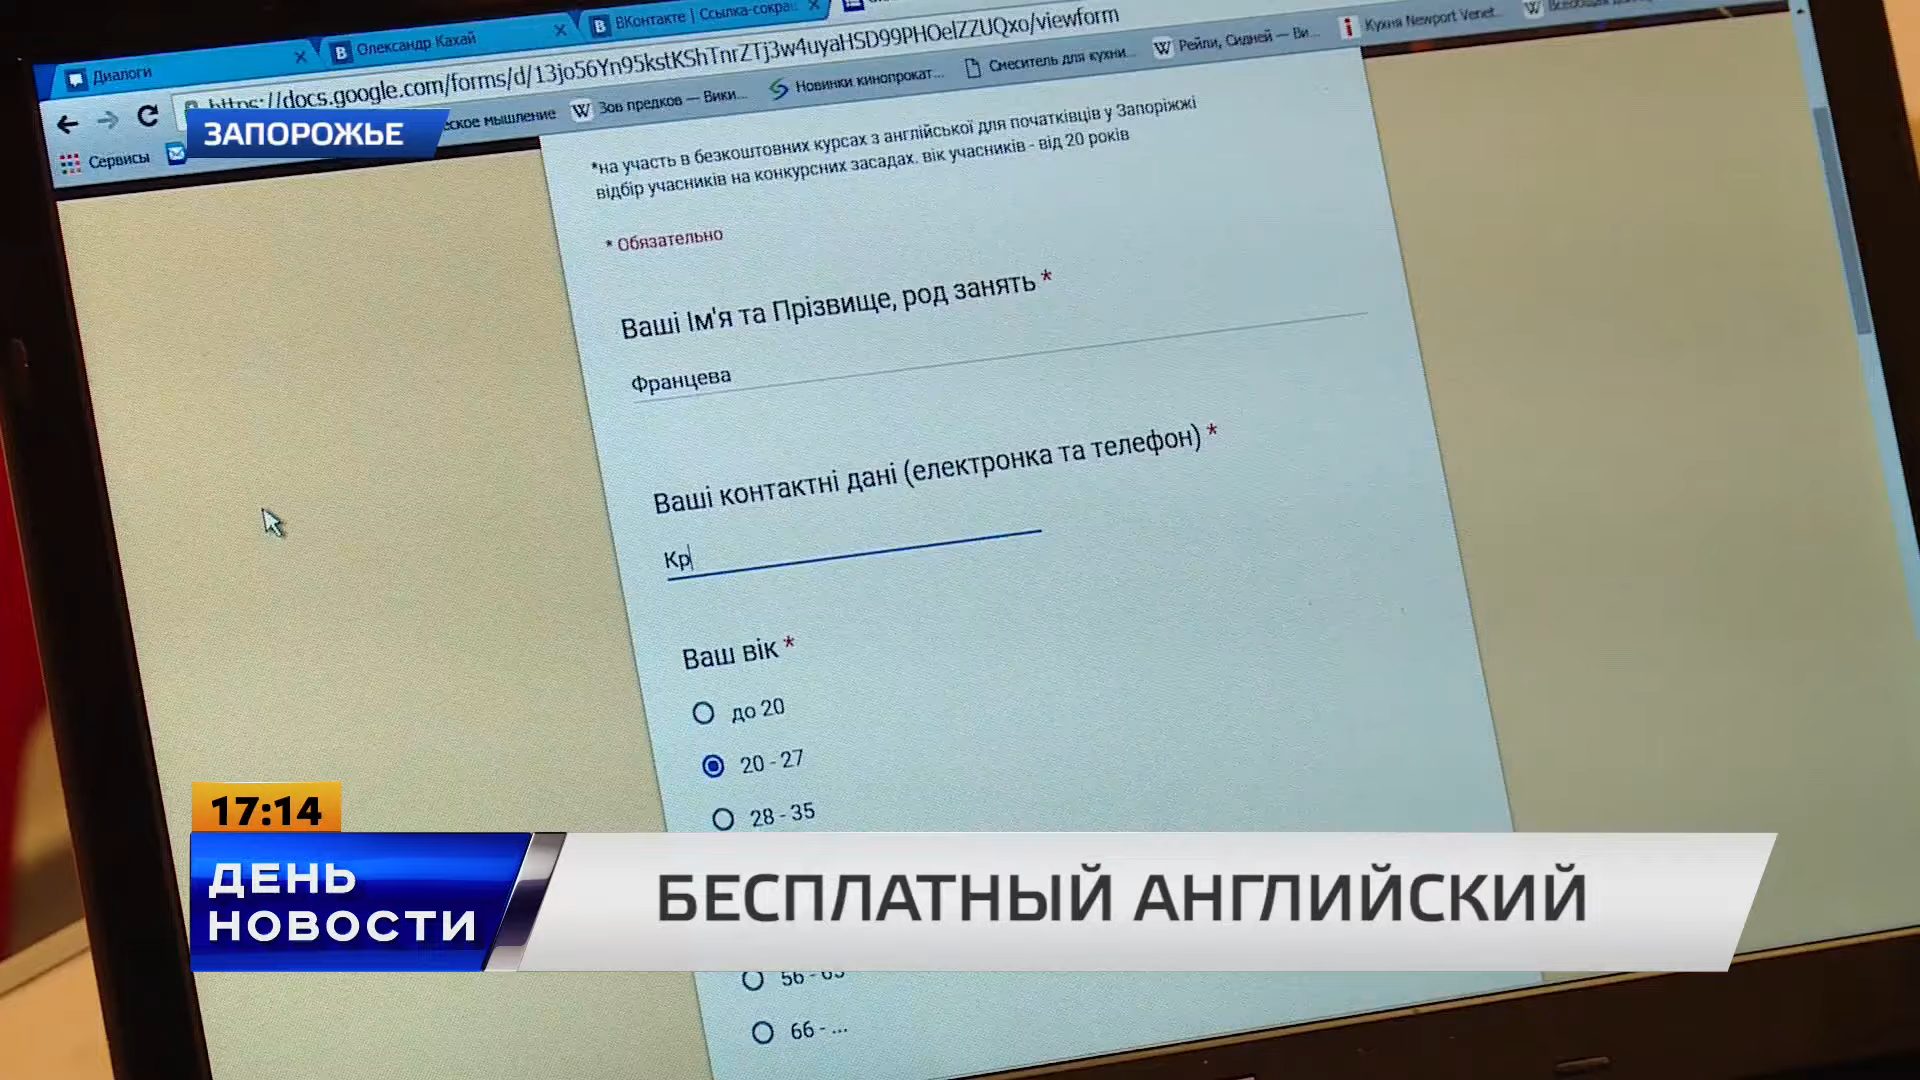 Диалоги
Олександр Кахай
ВКонтакте | Ссылка-сокра
https://docs.google.com/forms/d/13jo56Yn95kstKShTnrZTj3w4uyaHSD99PHOelZZUQxo/viewform
Сервисы
еское мышление
Зов предков — Вики...
Новинки кинопрокат...
Смеситель для кухни...
Рейли, Сидней — Ви...
Кухня Newport Venet...
ЗАПОРОЖЬЕ
*на участь в безкоштовних курсах з англійської для початківців у Запоріжжі
відбір учасників на конкурсних засадах. вік учасників - від 20 років
* Обязательно
Ваші Ім'я та Прізвище, род занять *
Францева
Ваші контактні дані (електронка та телефон) *
Кр
Ваш вік *
до 20
20 - 27
28 - 35
17:14
ДЕНЬ
НОВОСТИ
БЕСПЛАТНЫЙ АНГЛИЙСКИЙ
56 - 65
66 - ...